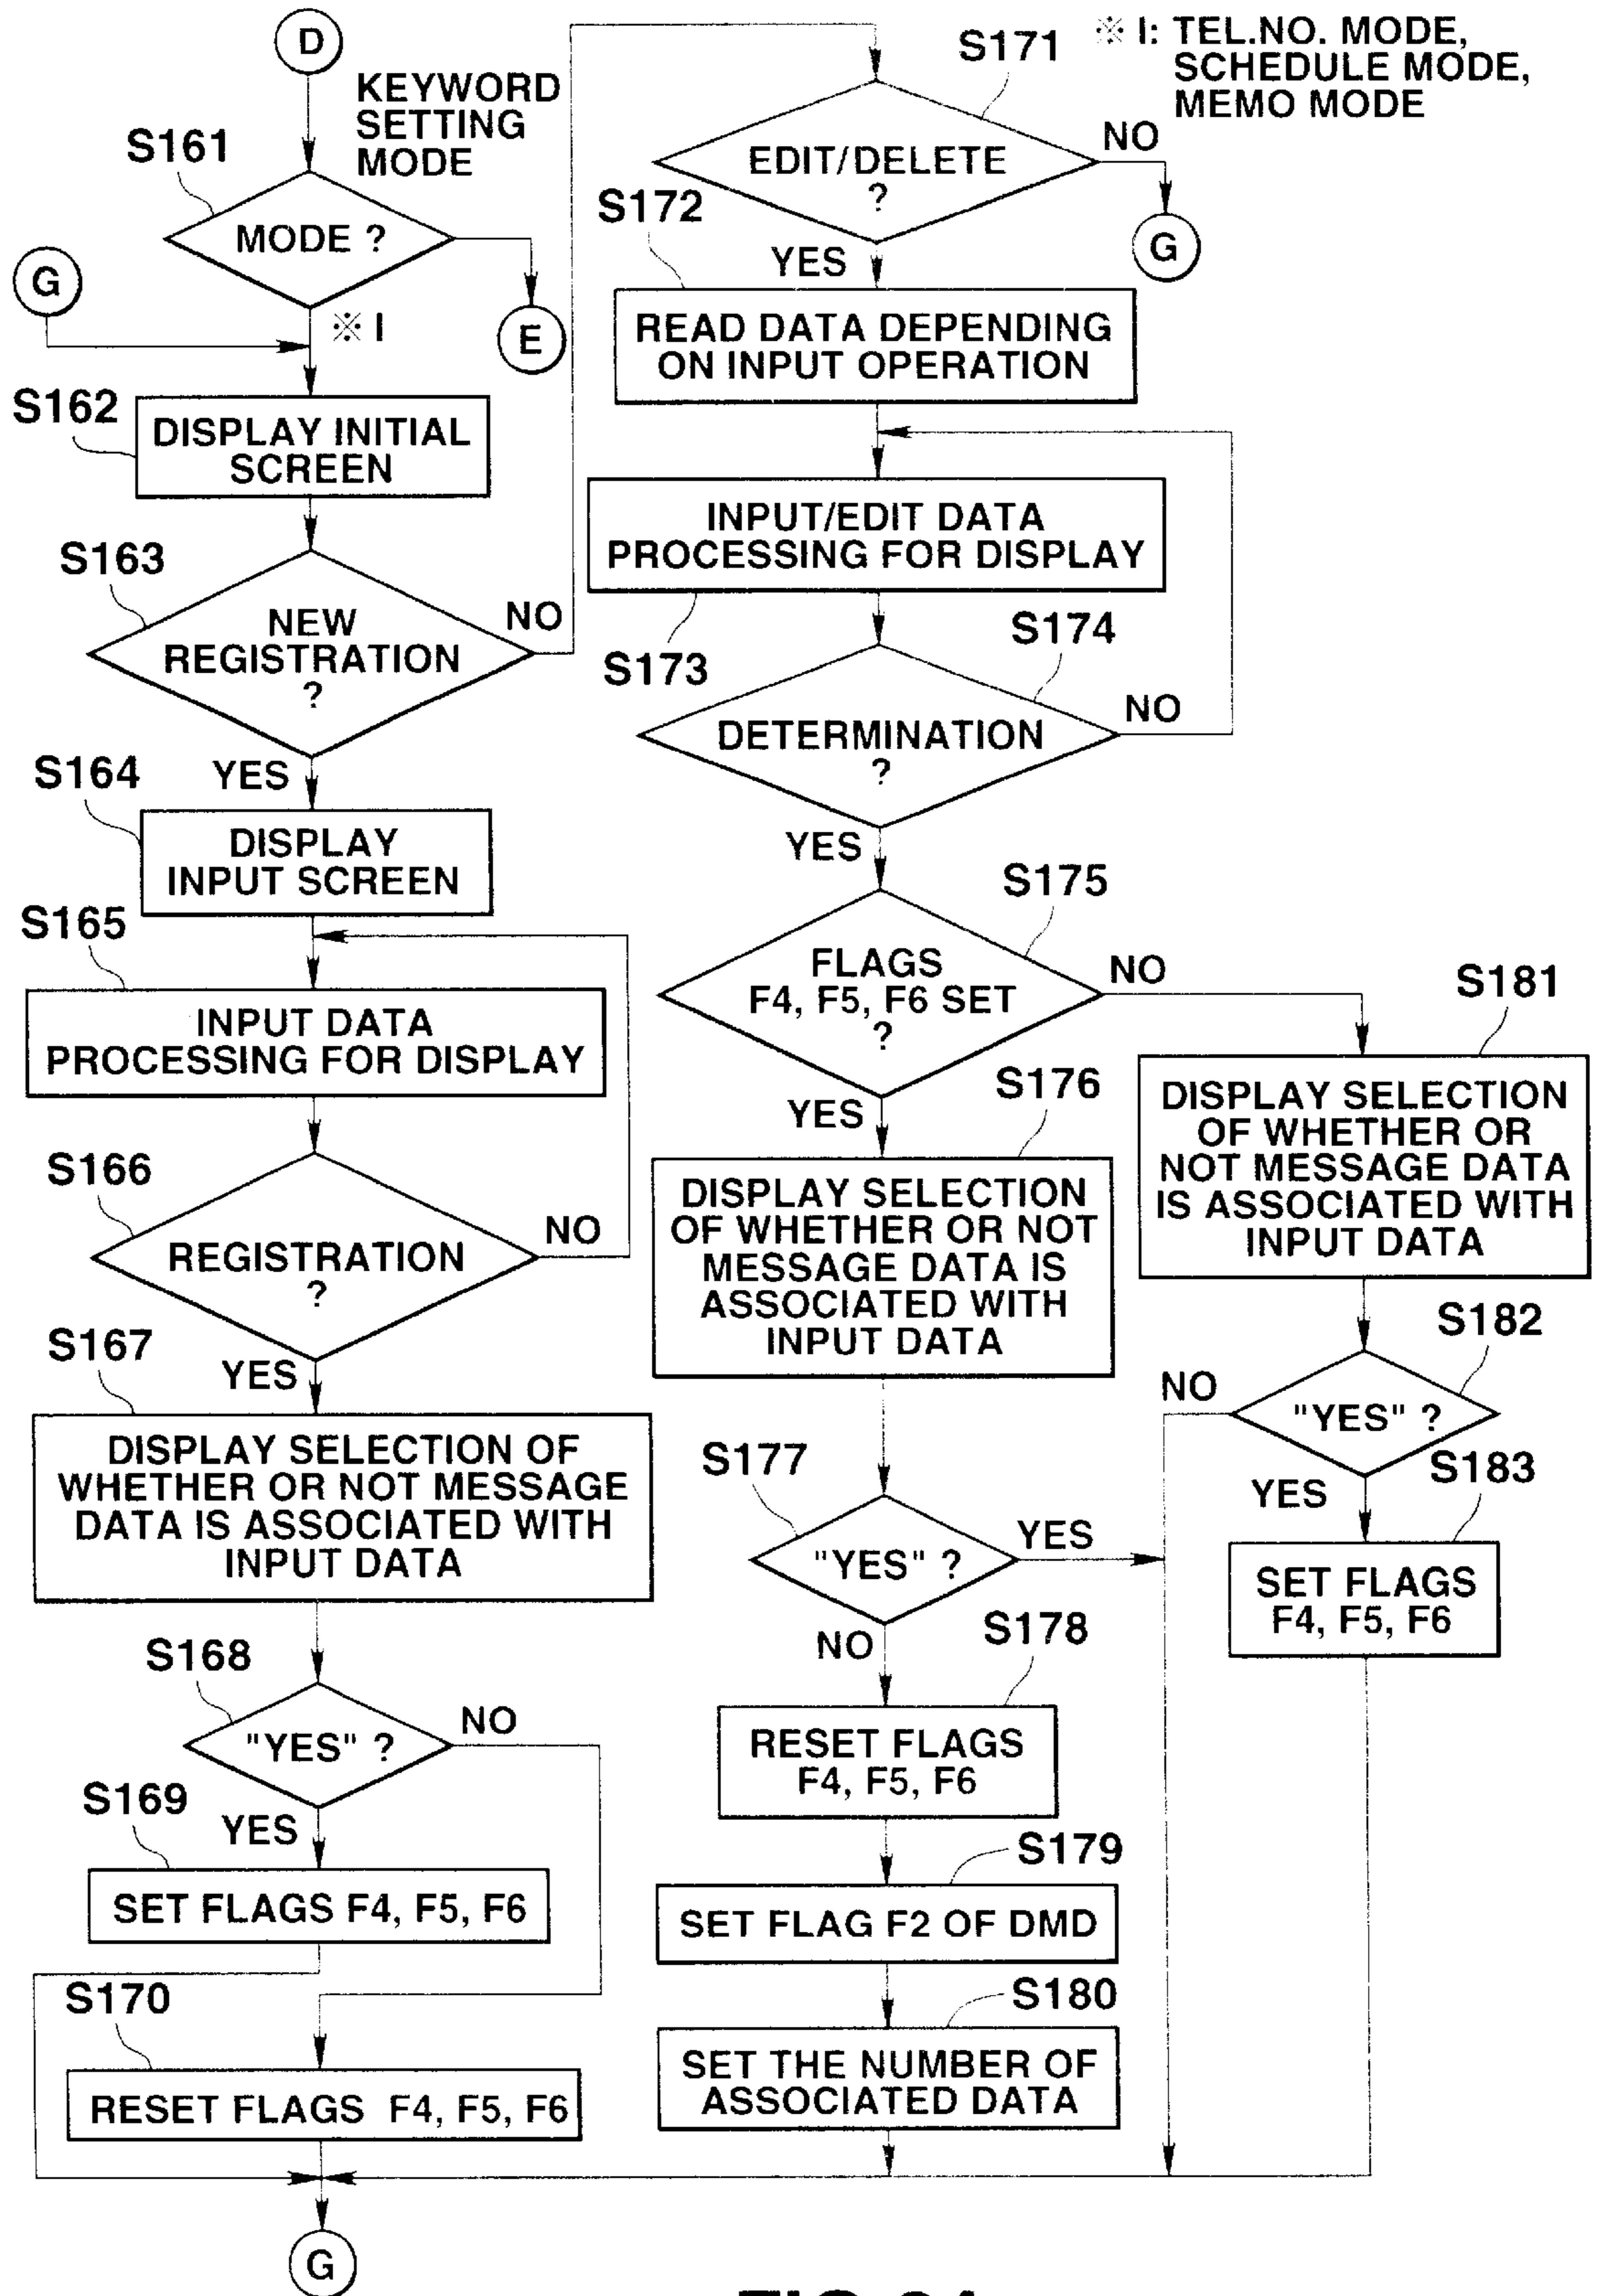 D
KEYWORD
SETTING
MODE
S161
MODE ?
G
E
※ I
S162
DISPLAY INITIAL
SCREEN
S163
NEW
REGISTRATION
?
NO
YES
S164
DISPLAY
INPUT SCREEN
S165
INPUT DATA
PROCESSING FOR DISPLAY
S166
REGISTRATION
?
NO
YES
S167
DISPLAY SELECTION OF
WHETHER OR NOT MESSAGE
DATA IS ASSOCIATED WITH
INPUT DATA
S168
"YES" ?
NO
YES
S169
SET FLAGS F4, F5, F6
S170
RESET FLAGS F4, F5, F6
G
※ I: TEL.NO. MODE,
SCHEDULE MODE,
MEMO MODE
S171
EDIT/DELETE
?
NO
G
YES
S172
READ DATA DEPENDING
ON INPUT OPERATION
INPUT/EDIT DATA
PROCESSING FOR DISPLAY
S173
S174
DETERMINATION
?
NO
YES
S175
FLAGS
F4, F5, F6 SET
?
NO
YES
S176
DISPLAY SELECTION
OF WHETHER OR NOT
MESSAGE DATA IS
ASSOCIATED WITH
INPUT DATA
S177
"YES" ?
YES
NO
S178
RESET FLAGS
F4, F5, F6
S179
SET FLAG F2 OF DMD
S180
SET THE NUMBER OF
ASSOCIATED DATA
S181
DISPLAY SELECTION
OF WHETHER OR
NOT MESSAGE DATA
IS ASSOCIATED WITH
INPUT DATA
S182
"YES" ?
NO
YES
S183
SET FLAGS
F4, F5, F6